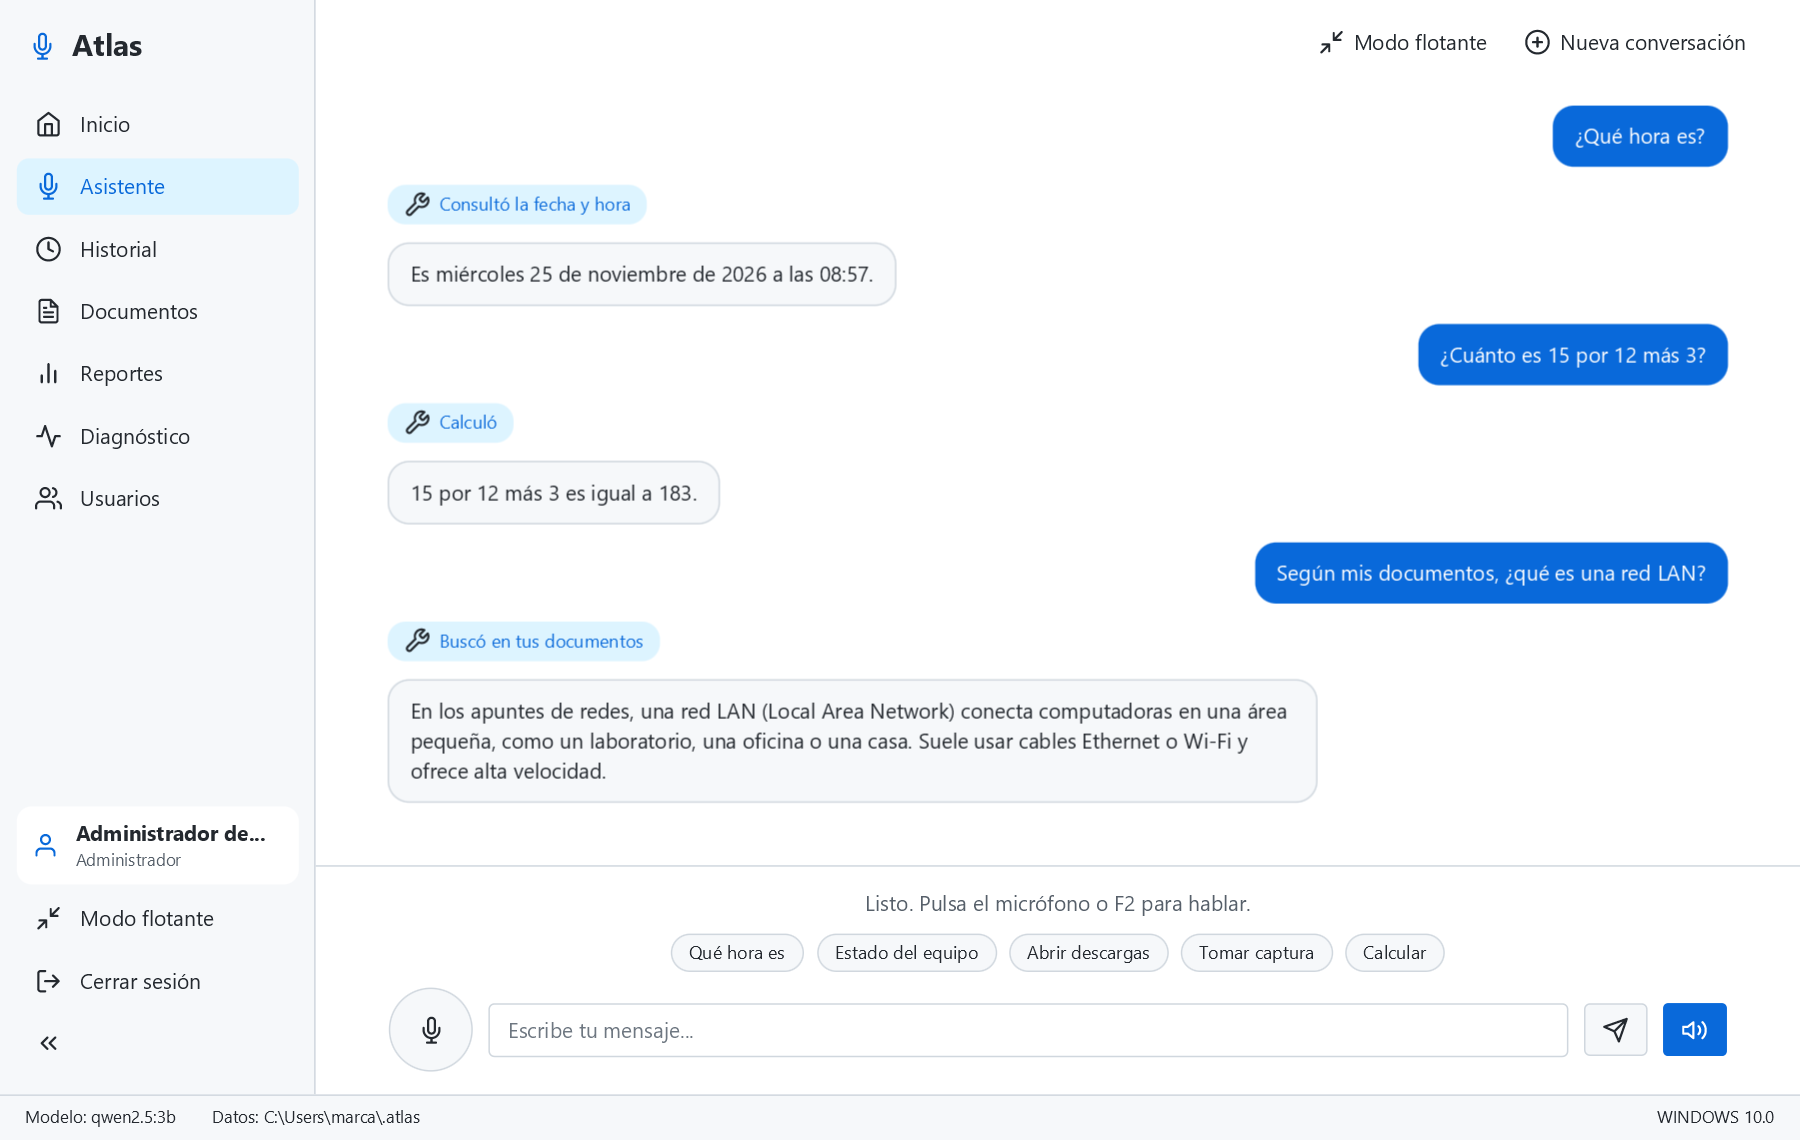 Atlas
Inicio
Asistente
Historial
Documentos
Reportes
Diagnóstico
Usuarios
Administrador de...
Administrador
Modo flotante
Cerrar sesión
Modo flotante
Nueva conversación
¿Qué hora es?
Consultó la fecha y hora
Es miércoles 25 de noviembre de 2026 a las 08:57.
¿Cuánto es 15 por 12 más 3?
Calculó
15 por 12 más 3 es igual a 183.
Según mis documentos, ¿qué es una red LAN?
Buscó en tus documentos
En los apuntes de redes, una red LAN (Local Area Network) conecta computadoras en una área
pequeña, como un laboratorio, una oficina o una casa. Suele usar cables Ethernet o Wi-Fi y
ofrece alta velocidad.
Listo. Pulsa el micrófono o F2 para hablar.
Qué hora es
Estado del equipo
Abrir descargas
Tomar captura
Calcular
Escribe tu mensaje...
Modelo: qwen2.5:3b
Datos: C:\Users\marca\.atlas
WINDOWS 10.0